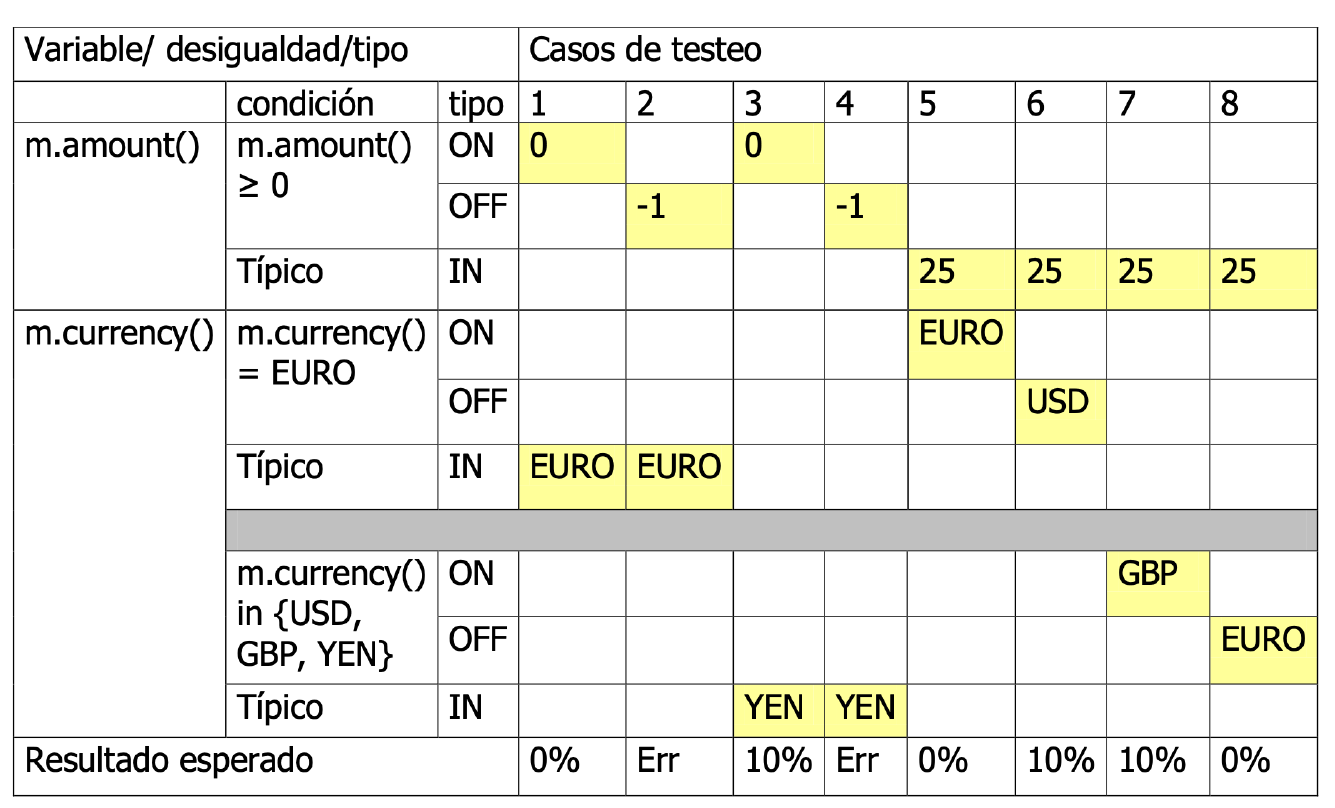 Variable/ desigualdad/tipo Casos de testeo
condición tipo 1 2 3 4 5 6 7 8
m.amount() m.amount() ON 0 0
≥ 0
OFF -1 -1
Típico IN 25 25 25 25
m.currency() m.currency() ON EURO
= EURO
OFF USD
Típico IN EURO EURO
m.currency() ON GBP
in {USD,
OFF EURO
GBP, YEN}
Típico IN YEN YEN
Resultado esperado 0% Err 10% Err 0% 10% 10% 0%